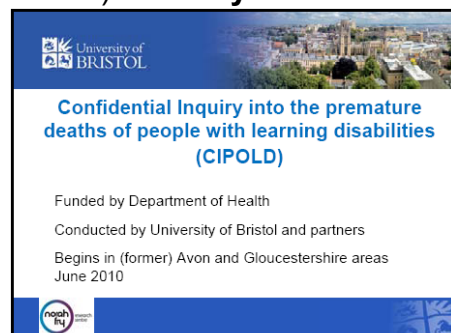 University of
BRISTOL
Confidential Inquiry into the premature
deaths of people with learning disabilities
(CIPOLD)
Funded by Department of Health
Conducted by University of Bristol and partners
Begins in (former) Avon and Gloucestershire areas
June 2010
norah
fry
research
centre